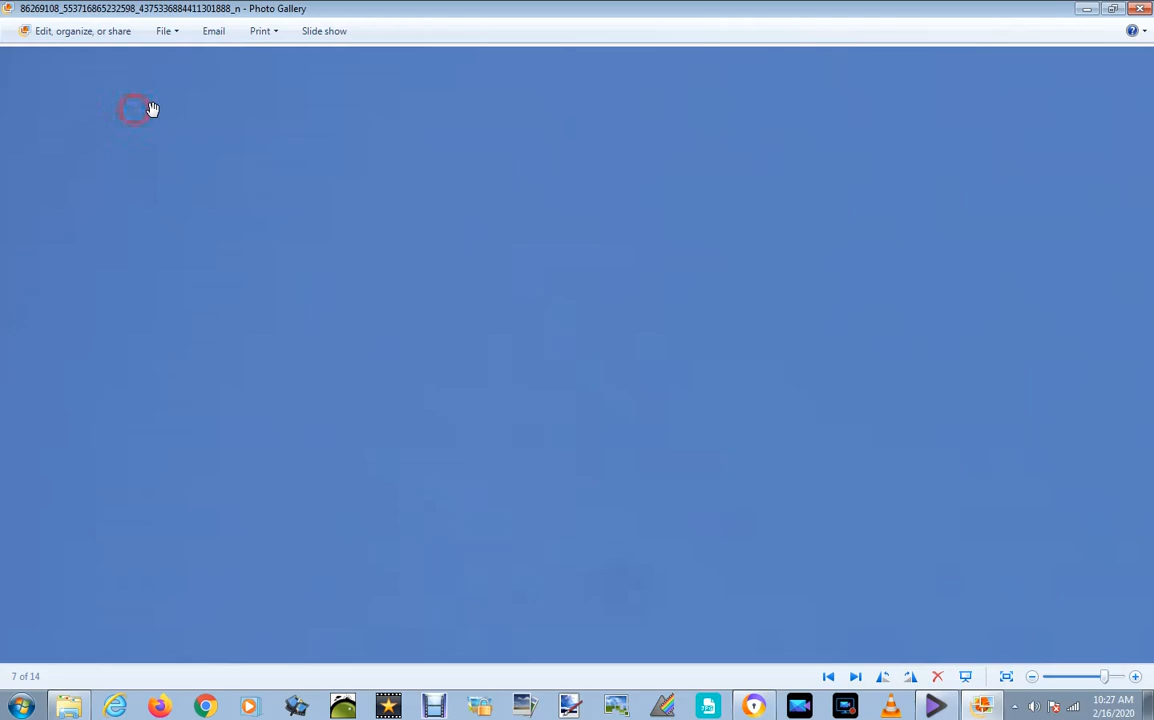 86269108_553716865232598_4375336884411301888_n - Photo Gallery
Edit, organize, or share File Email Print Slide show
7 of 14
JPG
10:27 AM
2/16/2020